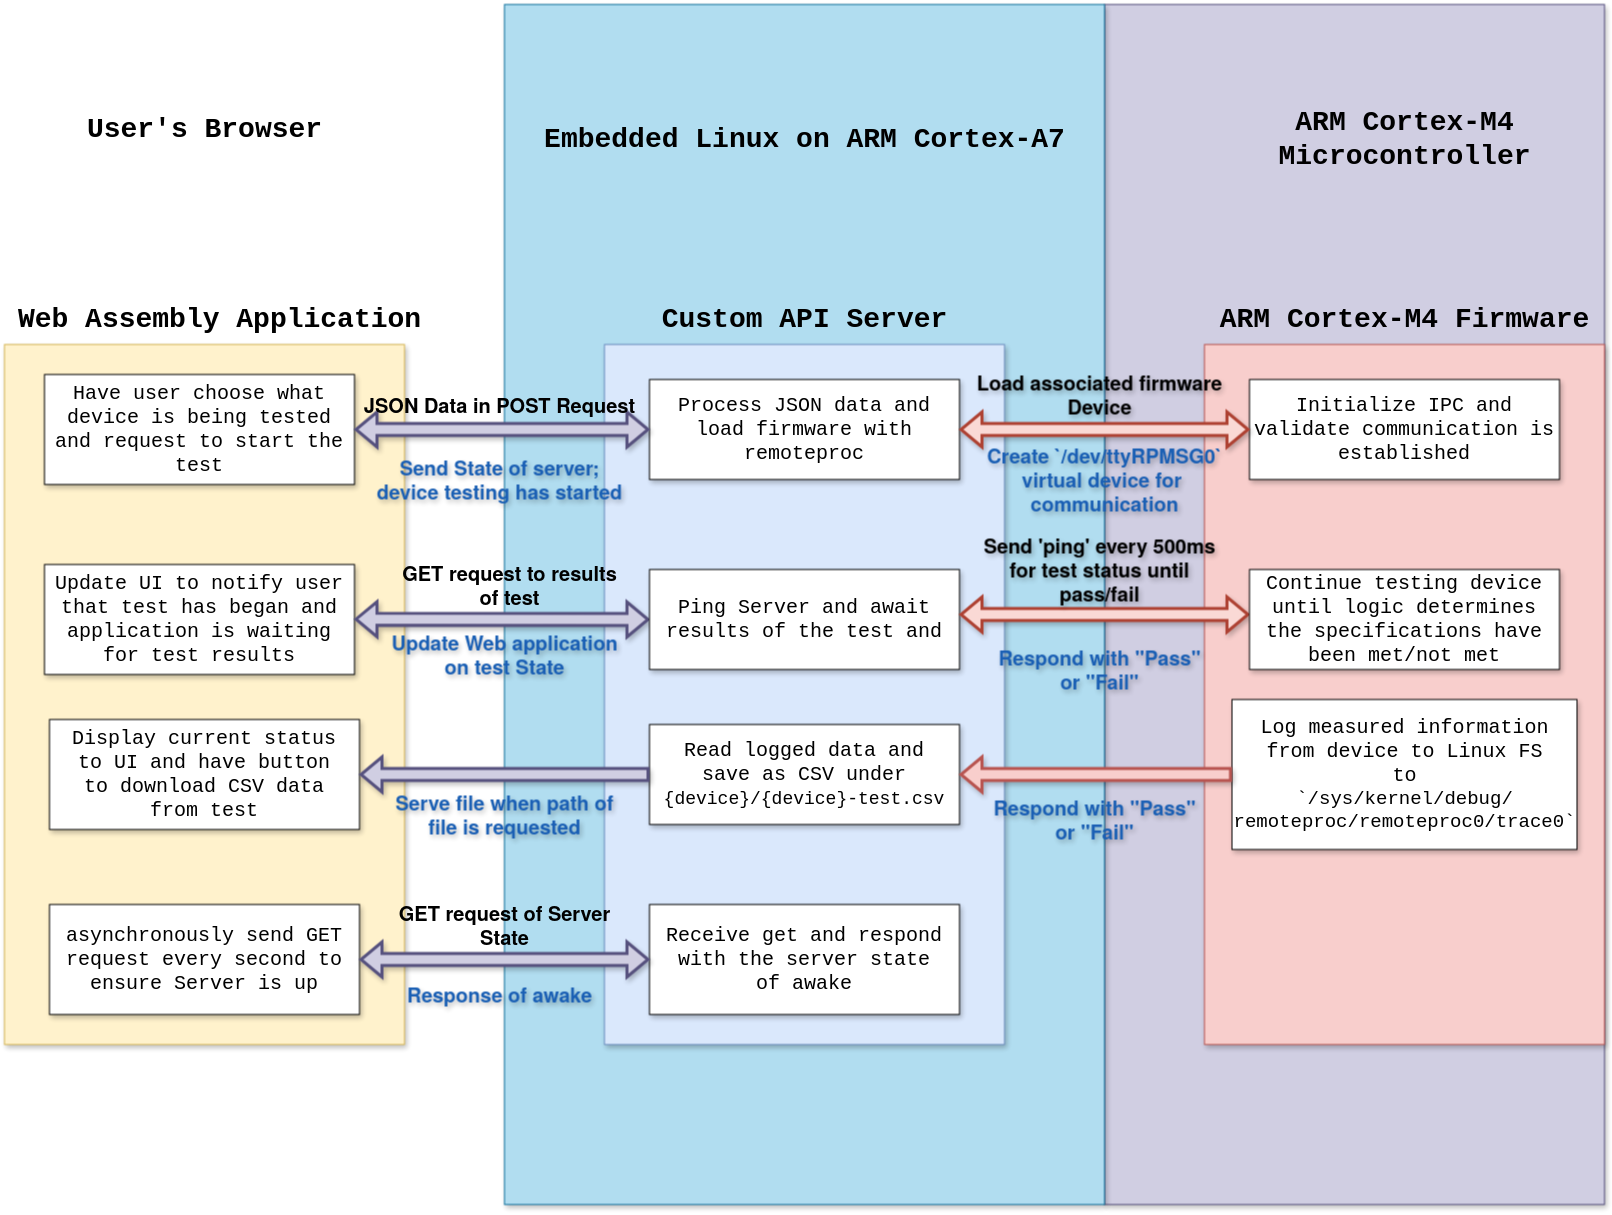 User's Browser
Embedded Linux on ARM Cortex-A7
ARM Cortex-M4
Microcontroller
Web Assembly Application
Custom API Server
ARM Cortex-M4 Firmware
Have user choose what
device is being tested
and request to start the
test
JSON Data in POST Request
Send State of server;
device testing has started
Process JSON data and
load firmware with
remoteproc
Load associated firmware
Device
Create `/dev/ttyRPMSG0`
virtual device for
communication
Initialize IPC and
validate communication is
established
Update UI to notify user
that test has began and
application is waiting
for test results
GET request to results
of test
Update Web application
on test State
Ping Server and await
results of the test and
Send 'ping' every 500ms
for test status until
pass/fail
Respond with "Pass"
or "Fail"
Continue testing device
until logic determines
the specifications have
been met/not met
Display current status
to UI and have button
to download CSV data
from test
Serve file when path of
file is requested
Read logged data and
save as CSV under
{device}/{device}-test.csv
Respond with "Pass"
or "Fail"
Log measured information
from device to Linux FS
to
`/sys/kernel/debug/
remoteproc/remoteproc0/trace0`
asynchronously send GET
request every second to
ensure Server is up
GET request of Server
State
Response of awake
Receive get and respond
with the server state
of awake